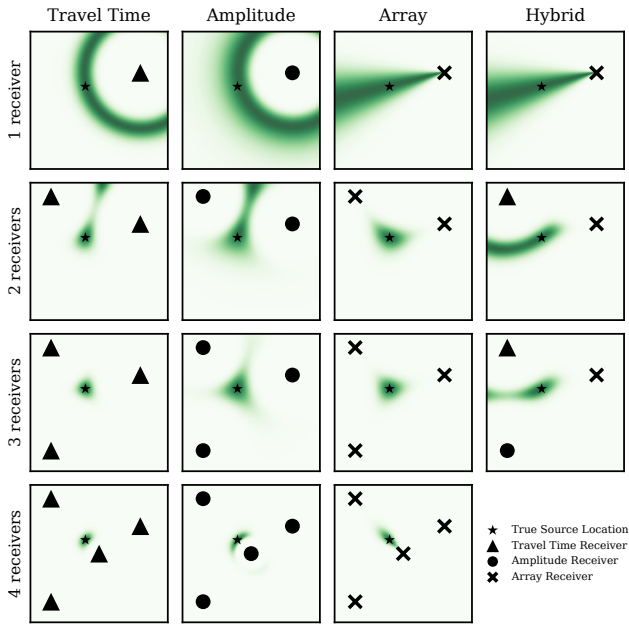 Travel Time Amplitude Array Hybrid
1 receiver
2 receivers
3 receivers
4 receivers
True Source Location
Travel Time Receiver
Amplitude Receiver
Array Receiver